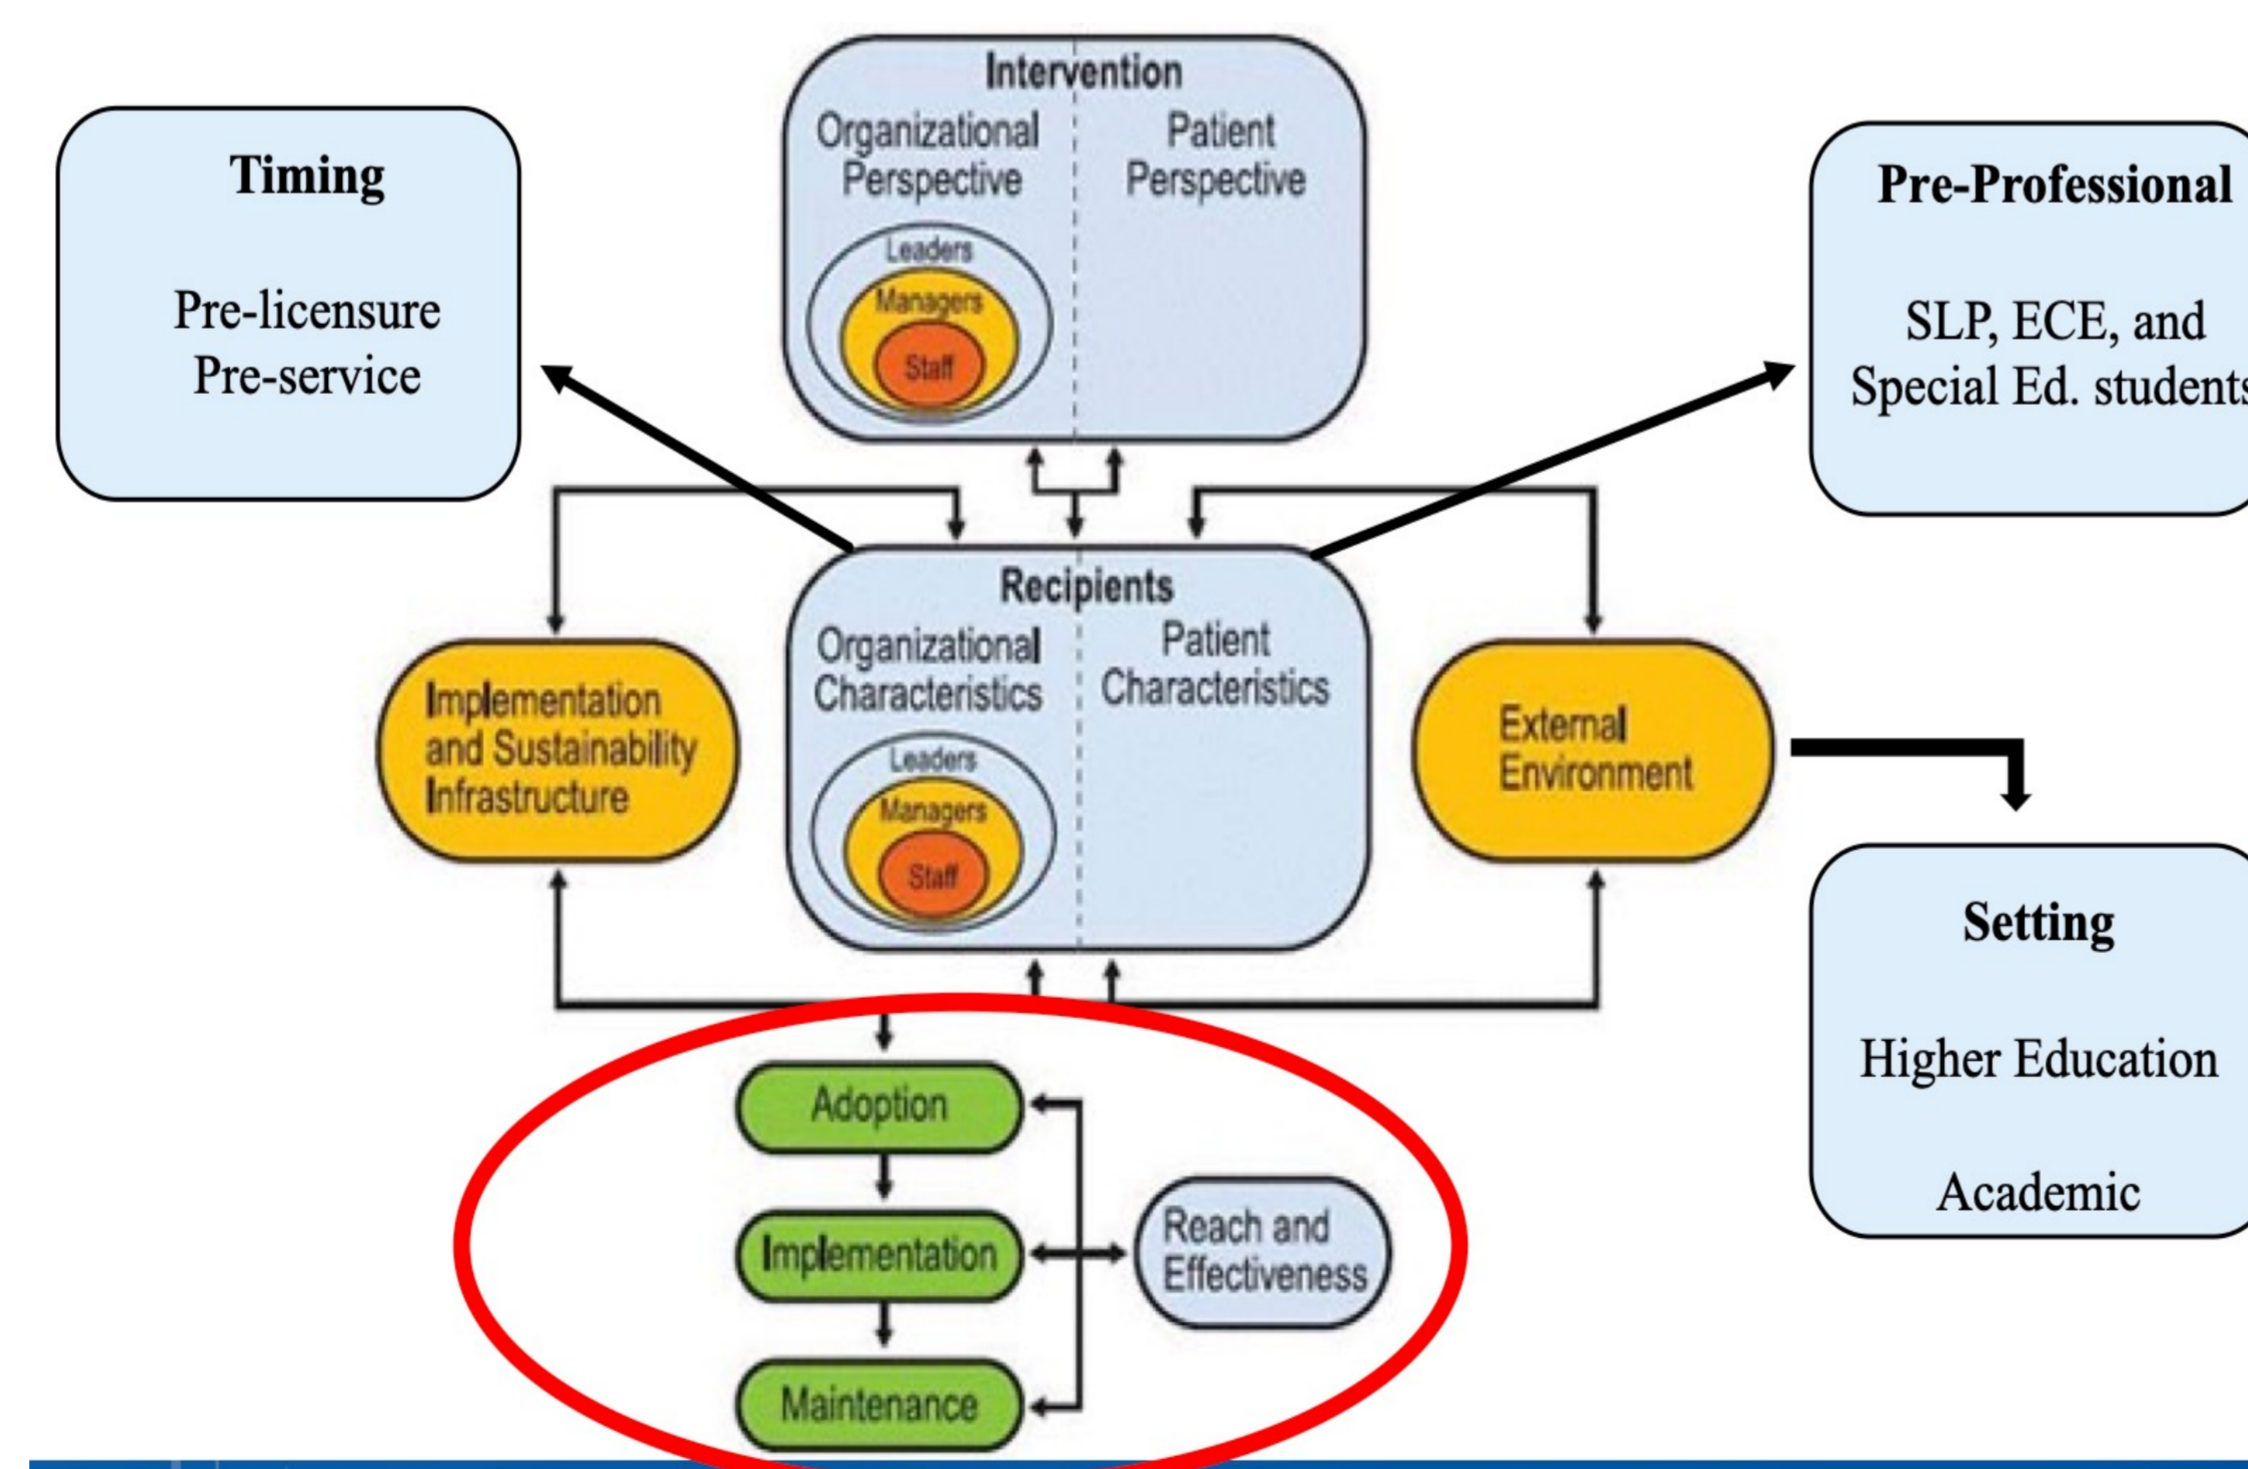 Intervention
Organizational
Perspective
Patient
Perspective
Leaders
Managers
Staff
Timing
Pre-licensure
Pre-service
Pre-Professional
SLP, ECE, and
Special Ed. students
Recipients
Organizational
Characteristics
Patient
Characteristics
Leaders
Managers
Staff
Implementation
and Sustainability
Infrastructure
External
Environment
Setting
Higher Education
Academic
Adoption
Implementation
Maintenance
Reach and
Effectiveness